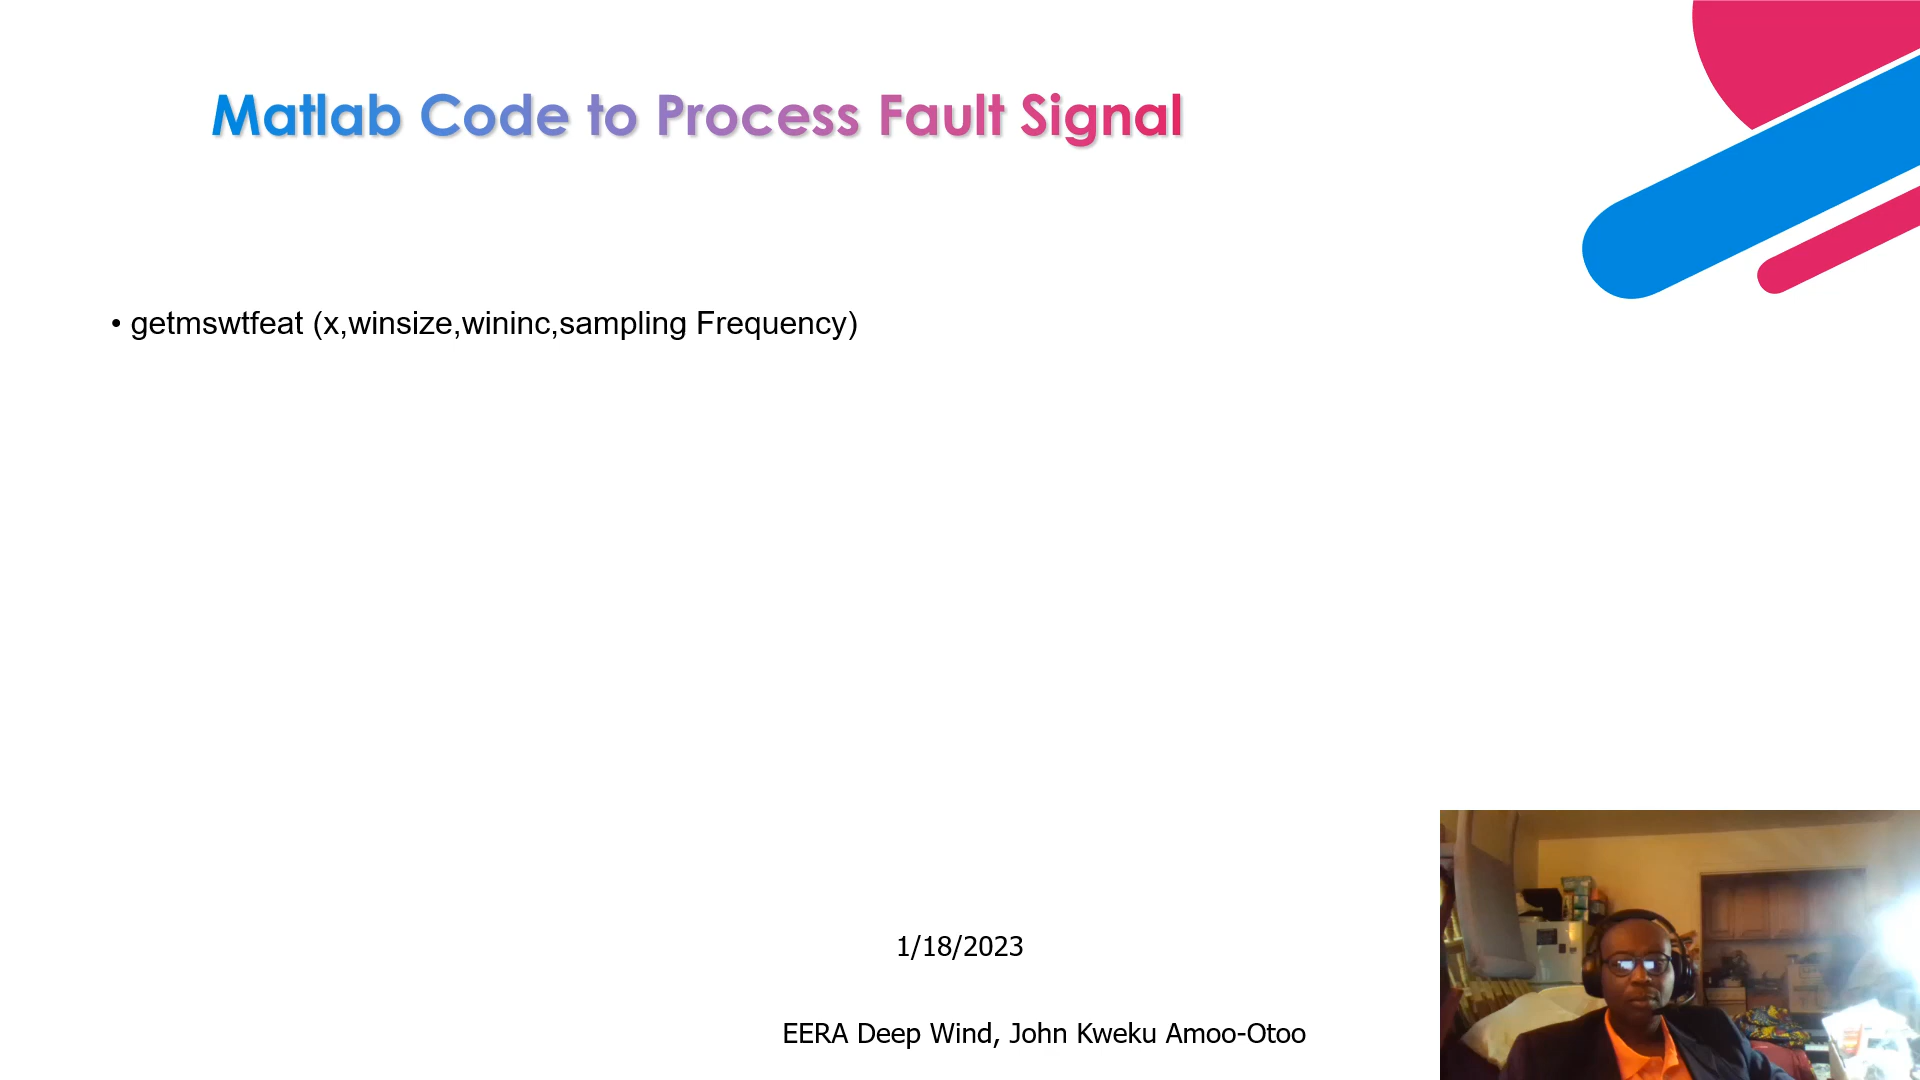 Matlab Code to Process Fault Signal
• getmswtfeat (x,winsize,wininc,sampling Frequency)
1/18/2023
EERA Deep Wind, John Kweku Amoo-Otoo